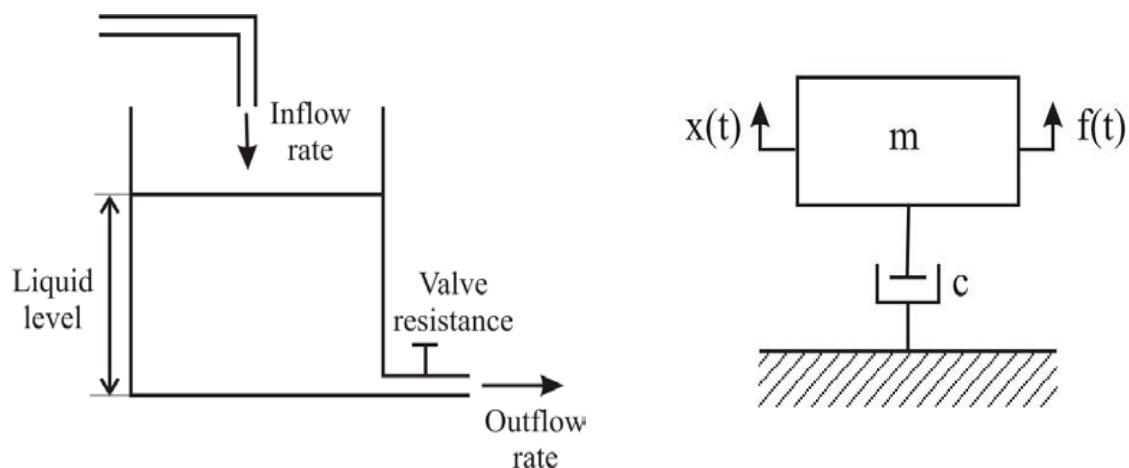 Inflow
rate
Liquid
level
Valve
resistance
Outflow
rate
x(t)
m
f(t)
c